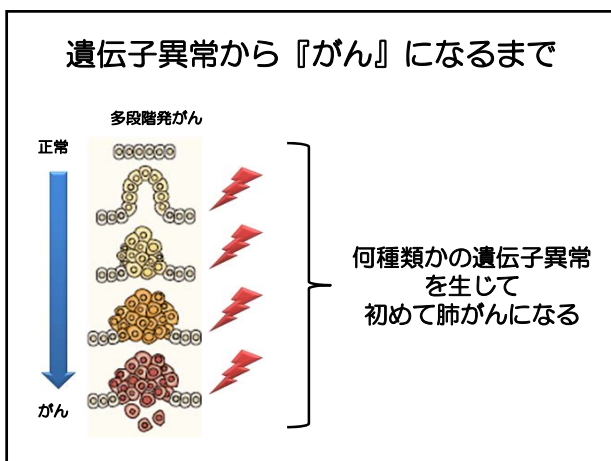 遺伝子異常から『がん』になるまで
多段階発がん
正常
がん
何種類かの遺伝子異常
を生じて
初めて肺がんになる